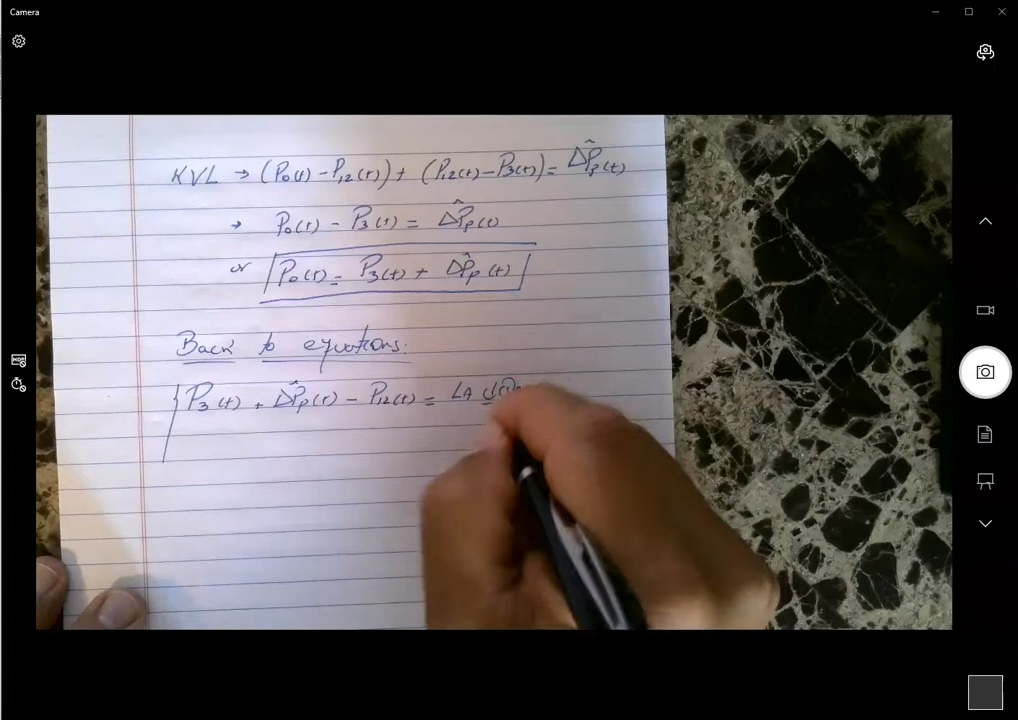 Camera
KVL → (P₀(t) - P₁₂(t)) + (P₁₂(t) - P₃(t)) = ΔP̂ₚ(t)
→ P₀(t) - P₃(t) = ΔP̂ₚ(t)
or P₀(t) = P₃(t) + ΔP̂ₚ(t)
Back to equations:
P₃(t) + ΔP̂ₚ(t) - P₁₂(t) = L_A d